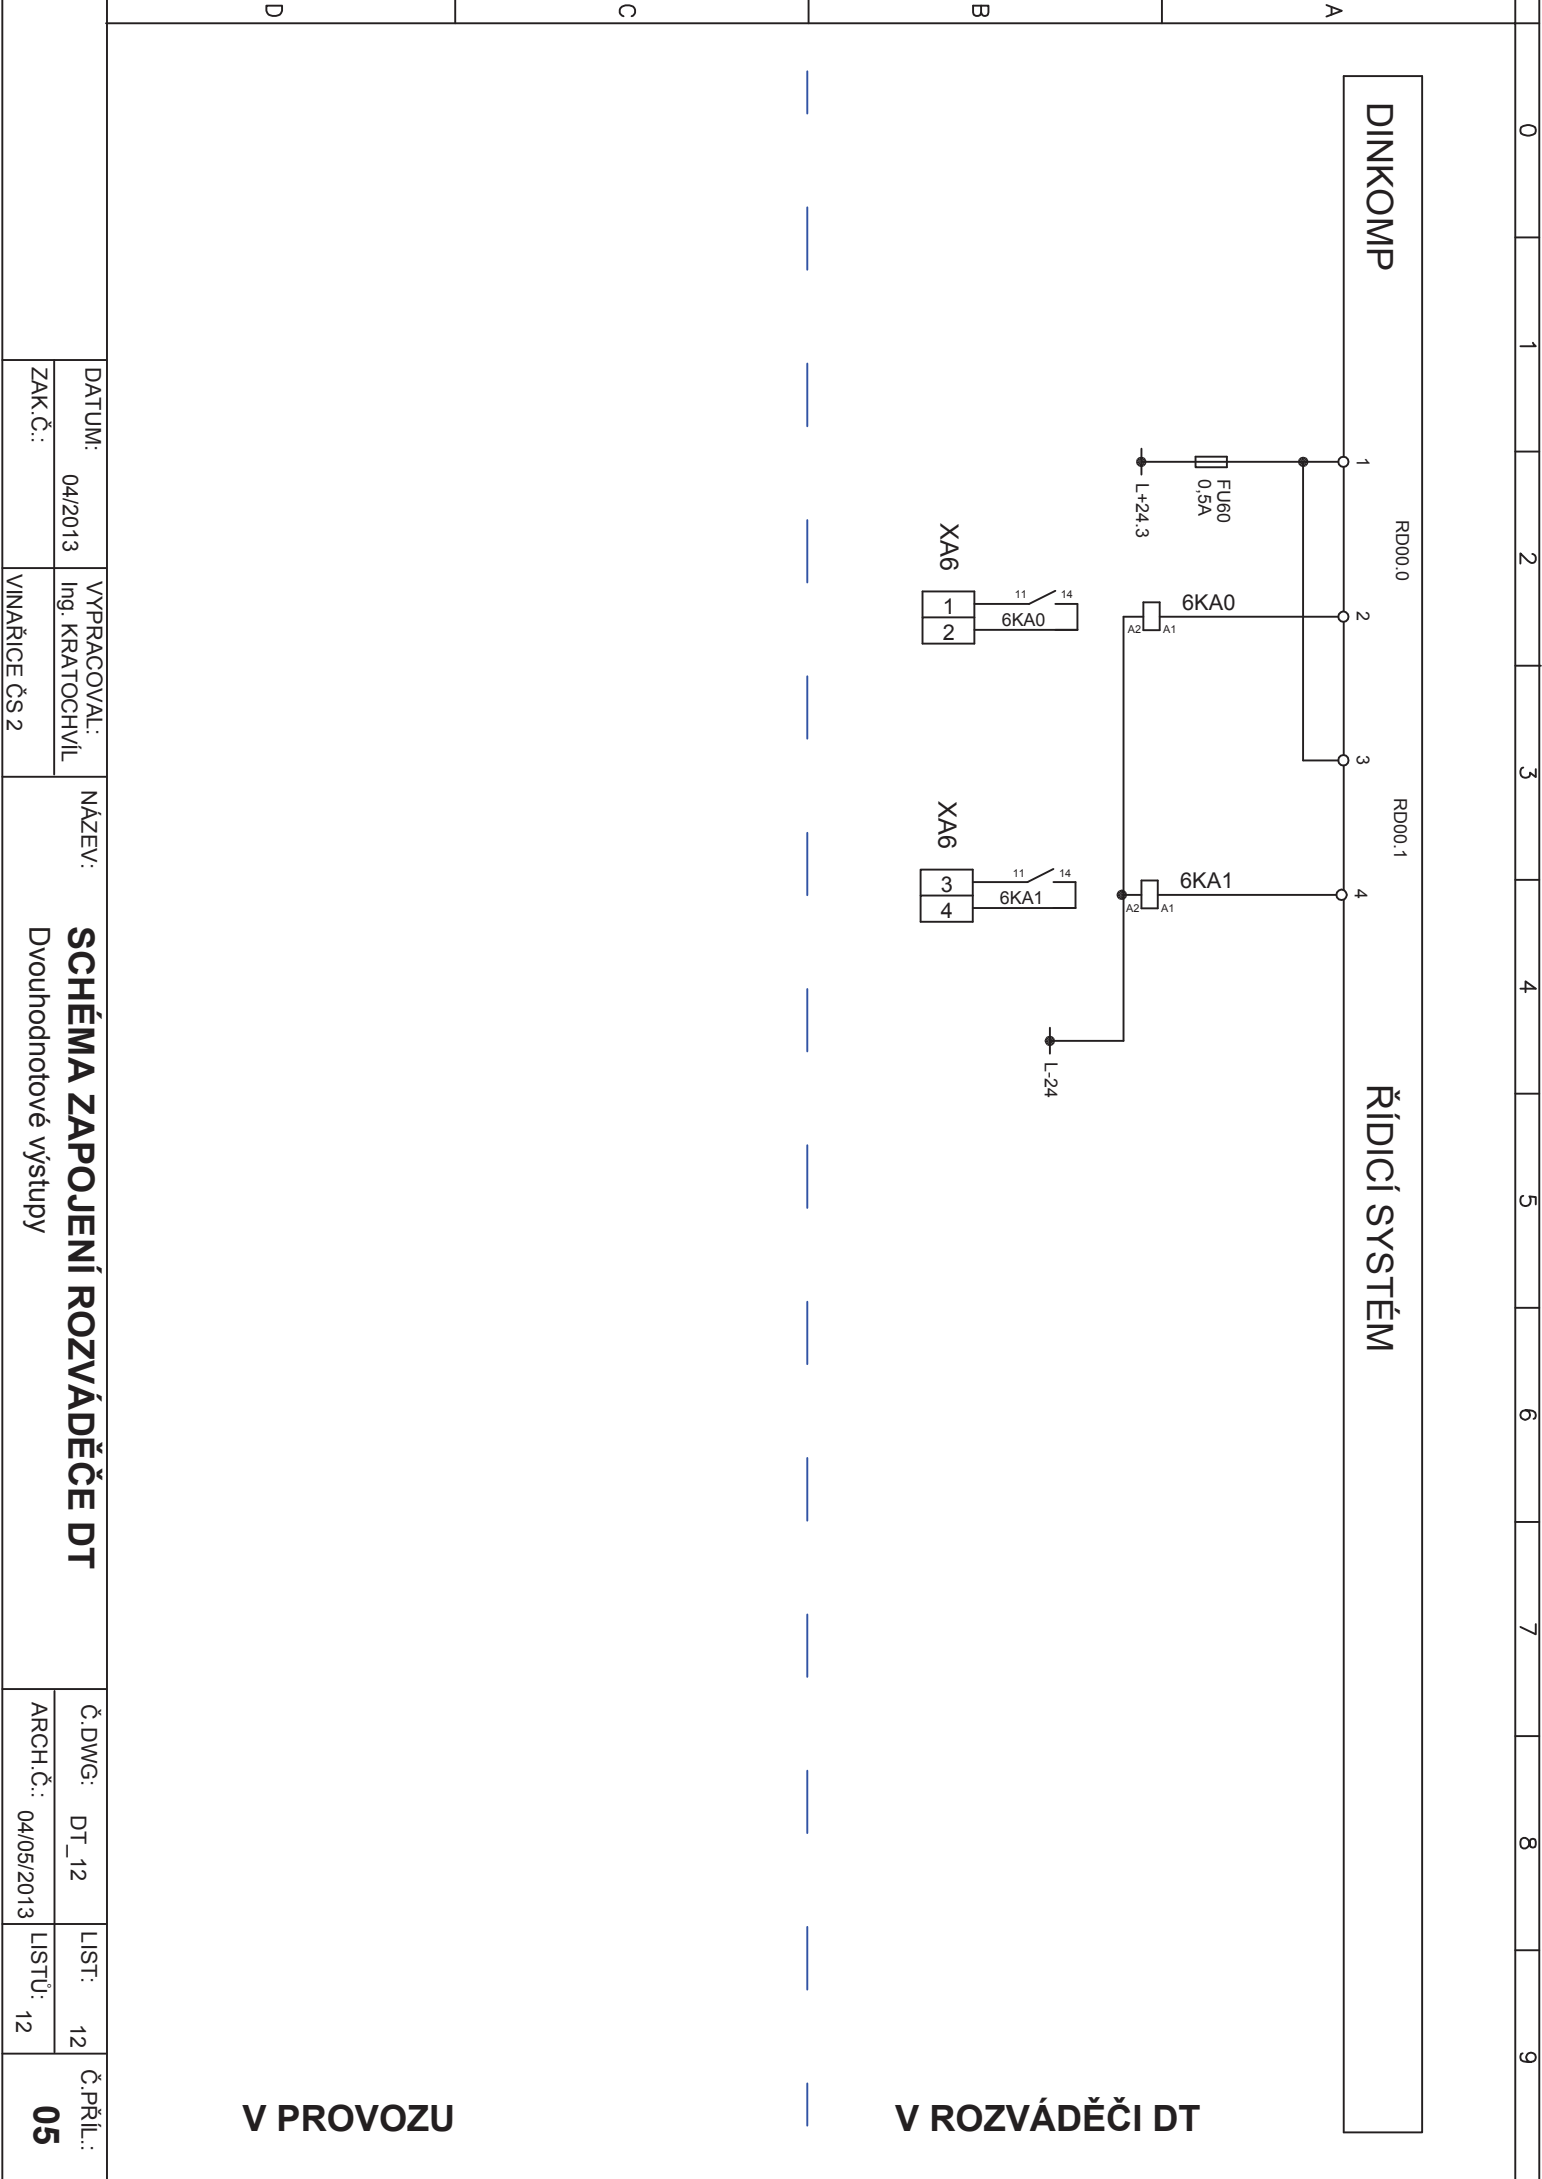 0 1 2 3 4 5 6 7 8 9
A
B
C
D
DINKOMP
ŘÍDICÍ SYSTÉM
RD00.0
RD00.1
1
2
3
4
FU60
0,5A
L+24.3
6KA0
A1
A2
6KA1
A1
A2
L-24
XA6
1
2
11
14
6KA0
XA6
3
4
11
14
6KA1
V ROZVÁDĚČI DT
V PROVOZU
DATUM:
04/2013
ZAK.Č.:
VYPRACOVAL:
Ing. KRATOCHVÍL
VINAŘICE ČS 2
NÁZEV:
SCHÉMA ZAPOJENÍ ROZVÁDĚČE DT
Dvouhodnotové výstupy
Č.DWG: DT_12
ARCH.Č.: 04/05/2013
LIST: 12
LISTŮ: 12
Č.PŘÍL.:
05